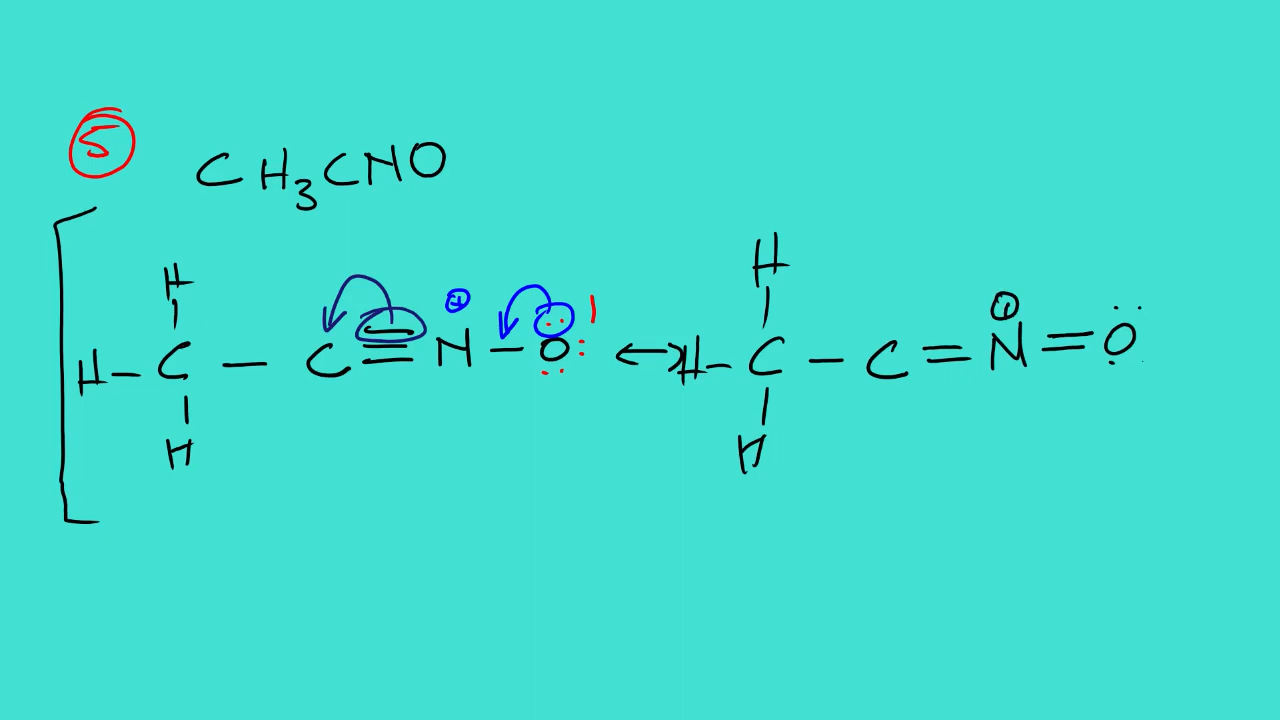 5
CH3CNO
H H
H-C-C≡N-O ↔ H-C-C=N=O
H H